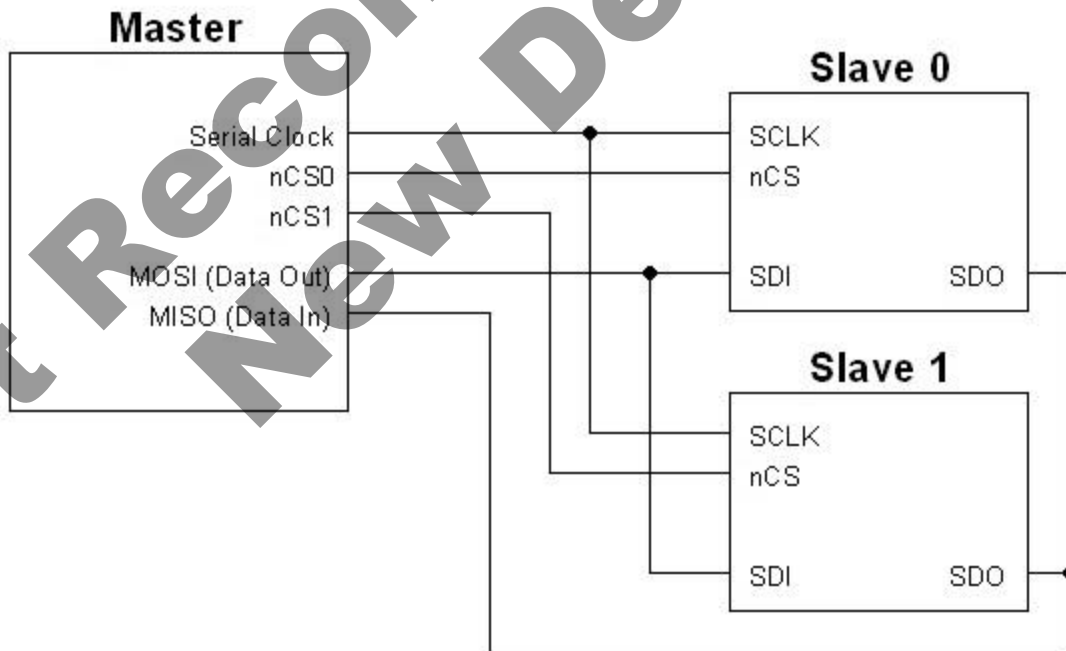 Master
Serial Clock
nCS0
nCS1
MOSI (Data Out)
MISO (Data In)
Slave 0
SCLK
nCS
SDI
SDO
Slave 1
SCLK
nCS
SDI
SDO
New